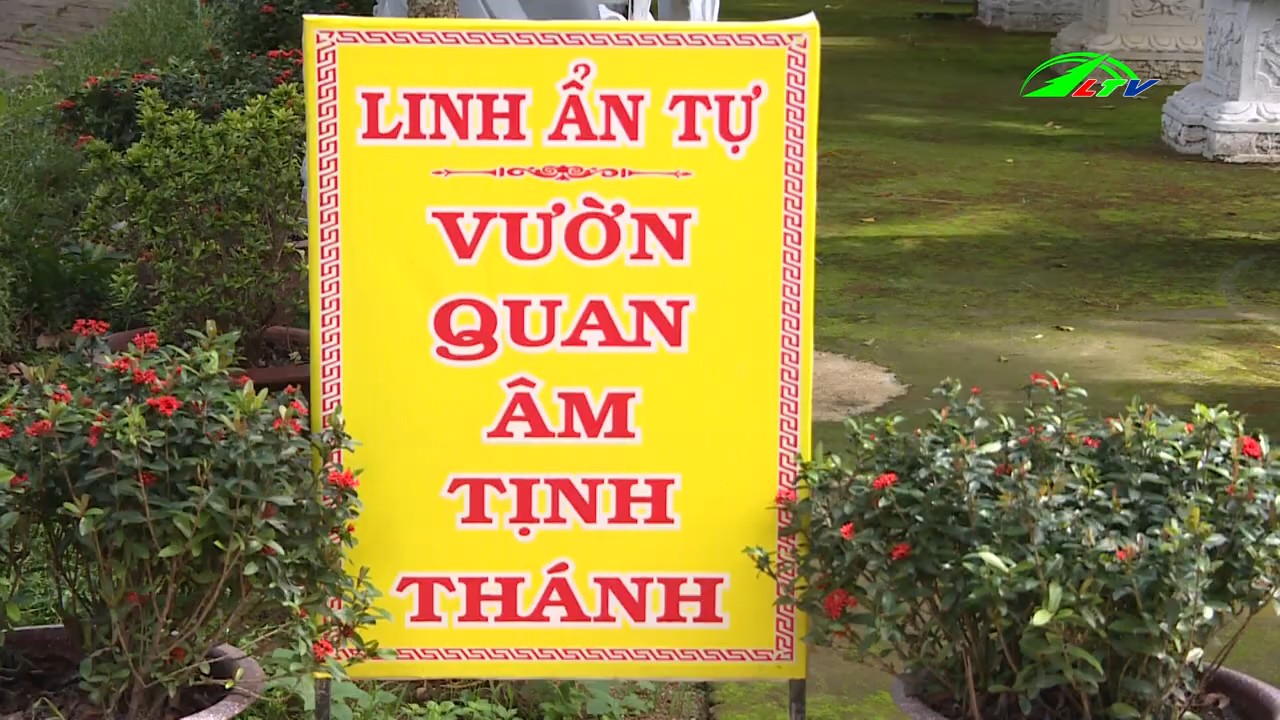 LTV
LINH ẨN TỰ
VƯỜN
QUAN
ÂM
TỊNH
THÁNH